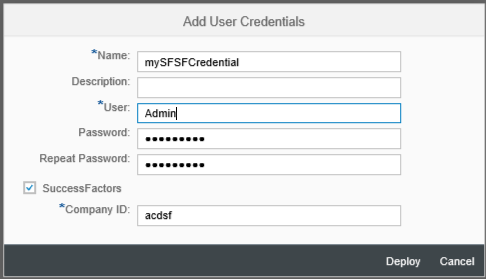 Add User Credentials
*Name: mySFSFCredential
Description:
*User: Admin
Password: •••••••••
Repeat Password: •••••••••
SuccessFactors
*Company ID: acdsf
Deploy Cancel